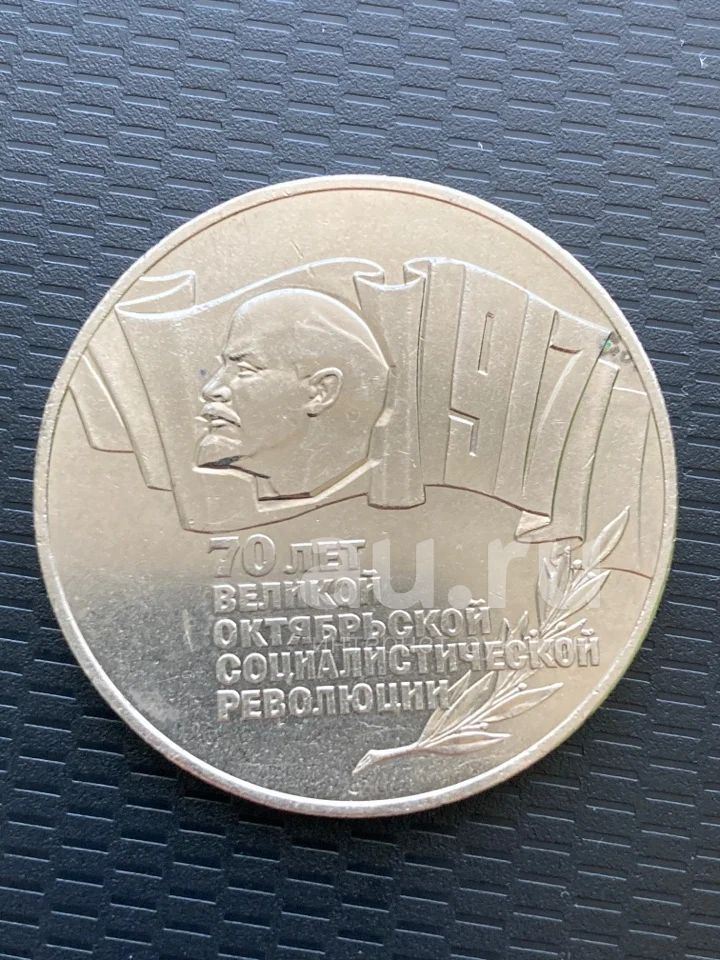 1917
70 ЛЕТ
ВЕЛИКОЙ
ОКТЯБРЬСКОЙ
СОЦИАЛИСТИЧЕСКОЙ
РЕВОЛЮЦИИ